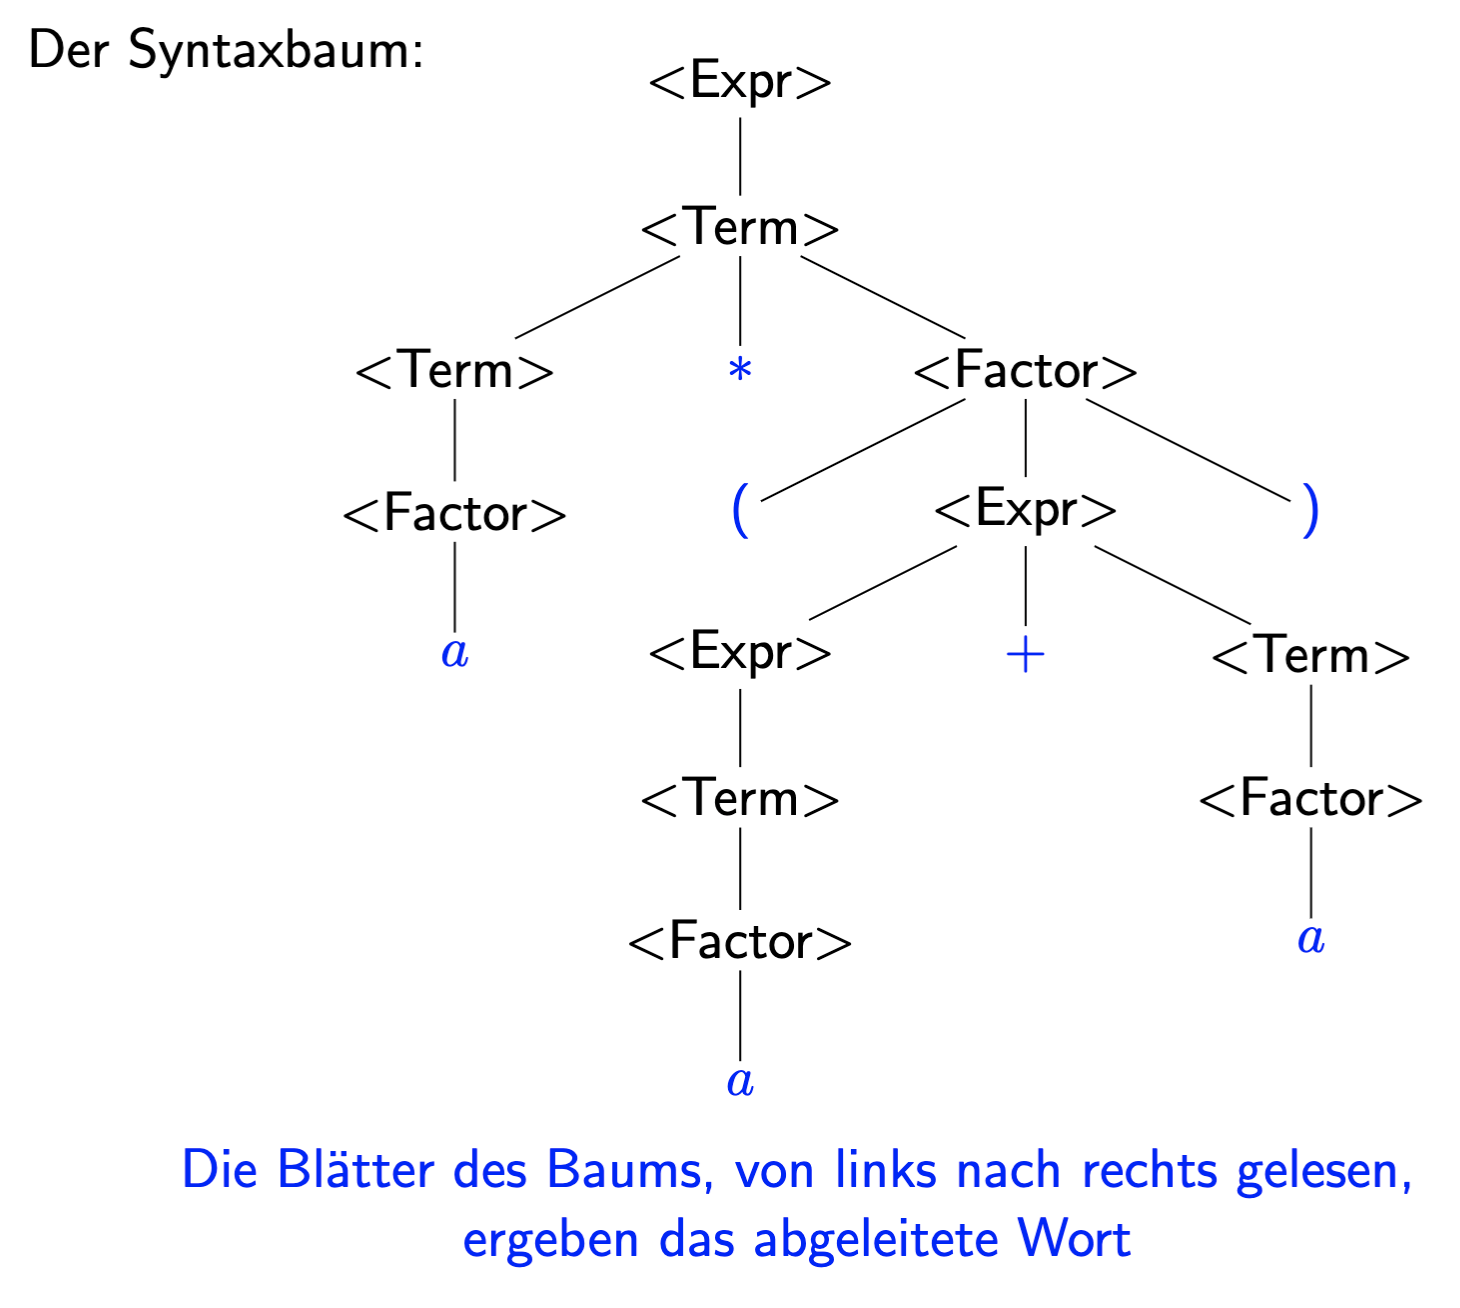 Der Syntaxbaum:
<Expr>
<Term>
<Term> * <Factor>
<Factor> ( <Expr> )
a <Expr> + <Term>
<Term> <Factor>
<Factor> a
a
Die Blätter des Baums, von links nach rechts gelesen,
ergeben das abgeleitete Wort